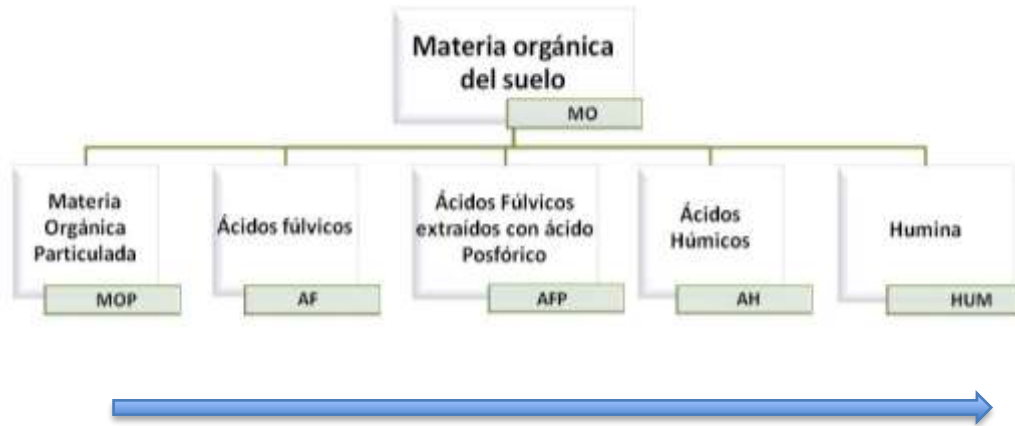 Materia orgánica
del suelo
MO
Materia
Orgánica
Particulada
MOP
Ácidos fúlvicos
AF
Ácidos Fúlvicos
extraídos con ácido
Posfórico
AFP
Ácidos
Húmicos
AH
Humina
HUM